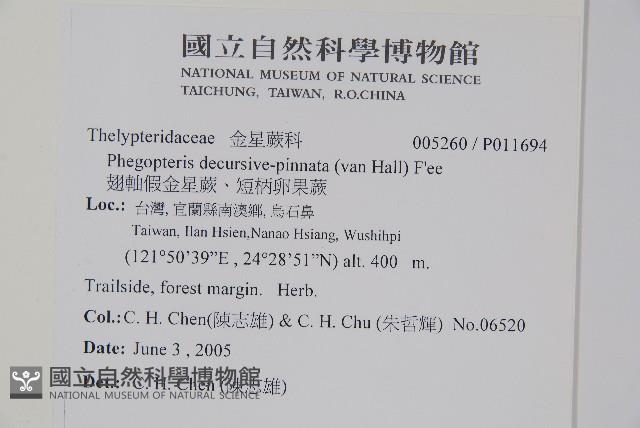 國立自然科學博物館
NATIONAL MUSEUM OF NATURAL SCIENCE
TAICHUNG, TAIWAN, R.O.CHINA
Thelypteridaceae 金星蕨科 005260 / P011694
Phegopteris decursive-pinnata (van Hall) F'ee
翅軸假金星蕨、短柄卵果蕨
Loc.: 台灣, 宜蘭縣南澳鄉, 烏石鼻
Taiwan, Ilan Hsien,Nanao Hsiang, Wushihpi
(121°50'39”E , 24°28'51”N) alt. 400 m.
Trailside, forest margin. Herb.
Col.: C. H. Chen(陳志雄) & C. H. Chu (朱哲輝) No.06520
Date: June 3 , 2005
Det.: C. H. Chen (陳志雄)
國立自然科學博物館
NATIONAL MUSEUM OF NATURAL SCIENCE